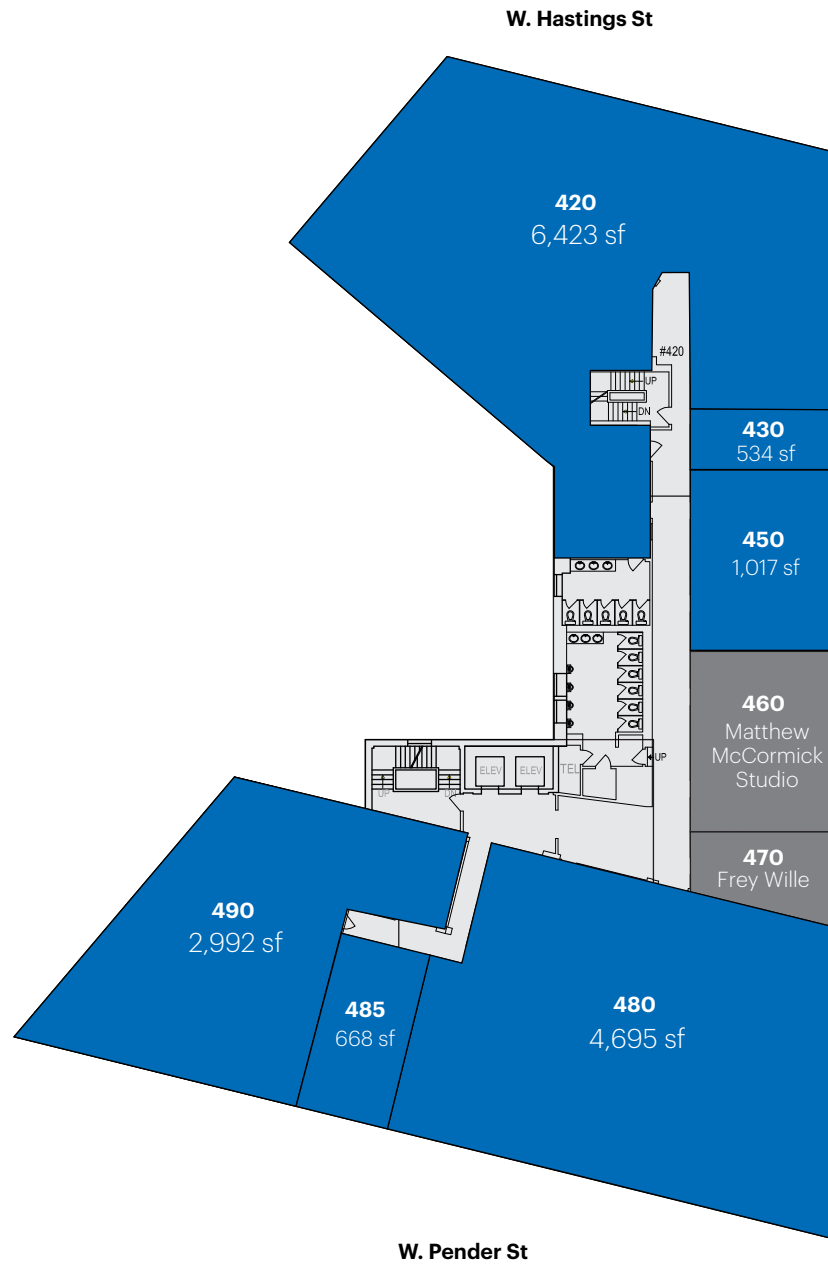 W. Hastings St
420
6,423 sf
#420
UP
DN
430
534 sf
450
1,017 sf
460
Matthew
McCormick
Studio
UP
ELEV
ELEV
TEL
UP
DN
470
Frey Wille
490
2,992 sf
485
668 sf
480
4,695 sf
W. Pender St